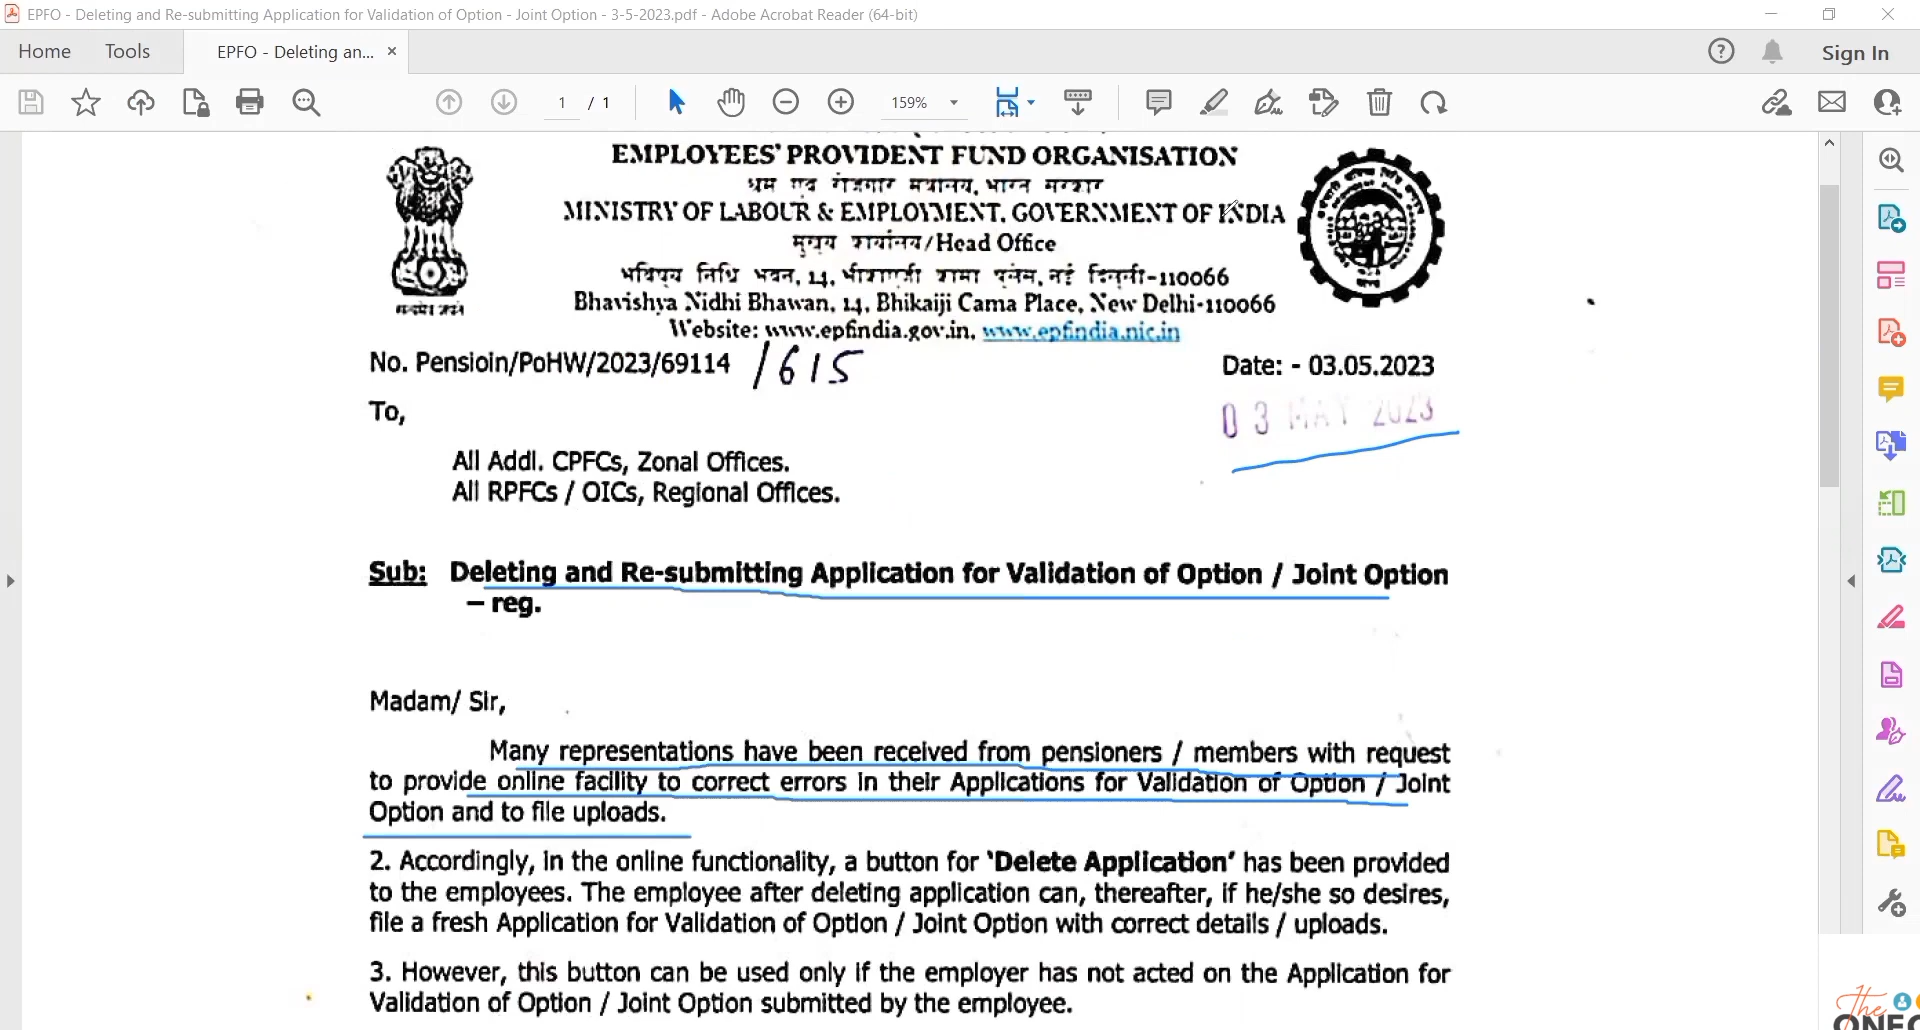 EPFO - Deleting and Re-submitting Application for Validation of Option - Joint Option - 3-5-2023.pdf - Adobe Acrobat Reader (64-bit)
Home Tools EPFO - Deleting an... Sign In
1 / 1 159%
EMPLOYEES' PROVIDENT FUND ORGANISATION
MINISTRY OF LABOUR & EMPLOYMENT, GOVERNMENT OF INDIA
/Head Office
14, -110066
Bhavishya Nidhi Bhawan, 14, Bhikaiji Cama Place, New Delhi-110066
Website: www.epfindia.gov.in, www.epfindia.nic.in
No. Pensioin/PoHW/2023/69114 /615 Date: - 03.05.2023
To, 03 MAY 2023
All Addl. CPFCs, Zonal Offices.
All RPFCs / OICs, Regional Offices.
Sub: Deleting and Re-submitting Application for Validation of Option / Joint Option
– reg.
Madam/ Sir,
Many representations have been received from pensioners / members with request
to provide online facility to correct errors in their Applications for Validation of Option / Joint
Option and to file uploads.
2. Accordingly, in the online functionality, a button for 'Delete Application' has been provided
to the employees. The employee after deleting application can, thereafter, if he/she so desires,
file a fresh Application for Validation of Option / Joint Option with correct details / uploads.
3. However, this button can be used only if the employer has not acted on the Application for
Validation of Option / Joint Option submitted by the employee.
The